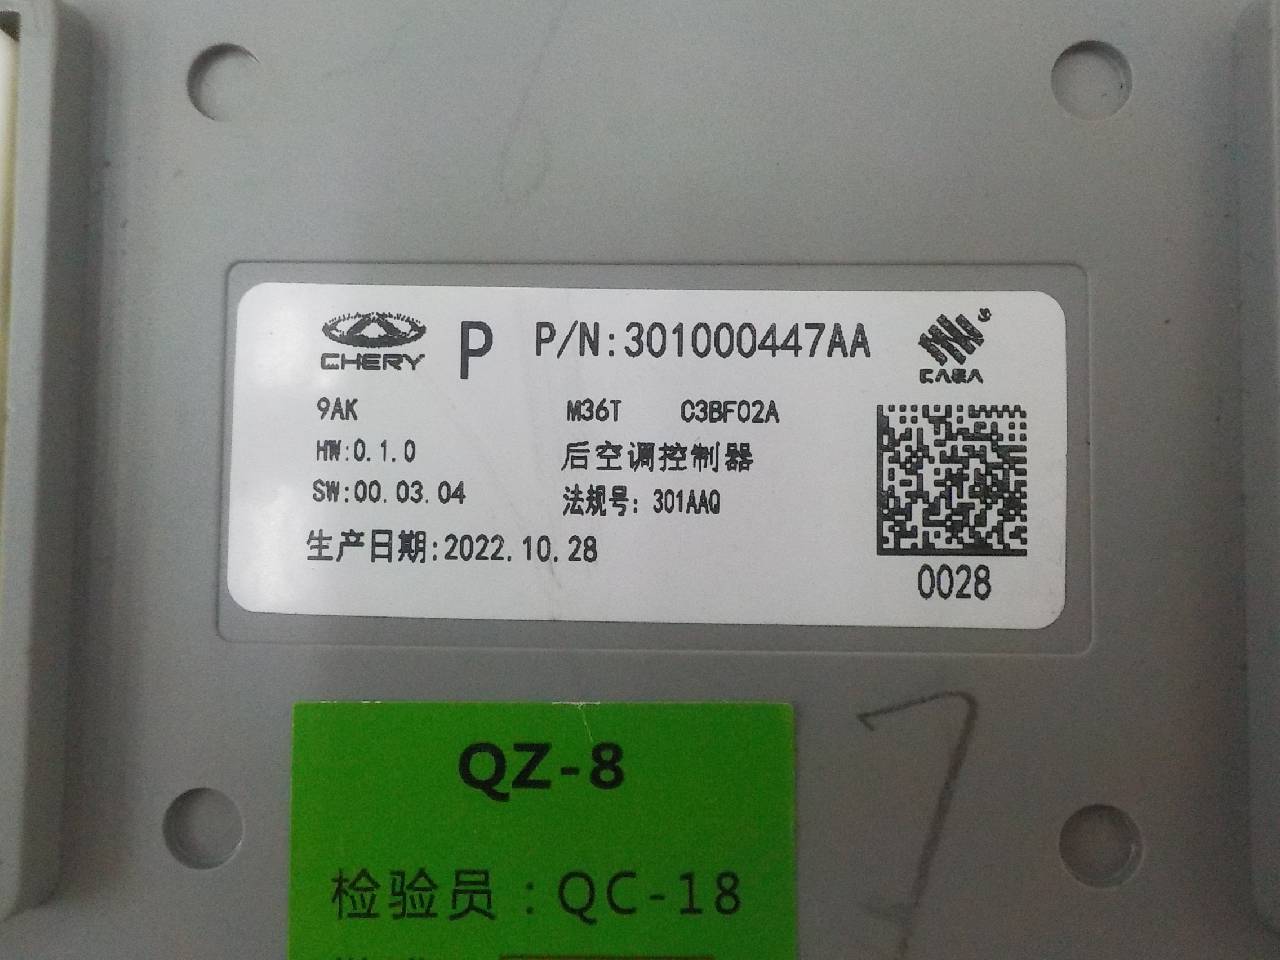 CHERY P P/N:301000447AA CAEA
9AK M36T C3BF02A
HW:0.1.0 后空调控制器
SW:00.03.04 法规号: 301AAQ
生产日期:2022.10.28
0028
QZ-8
检验员:QC-18
7